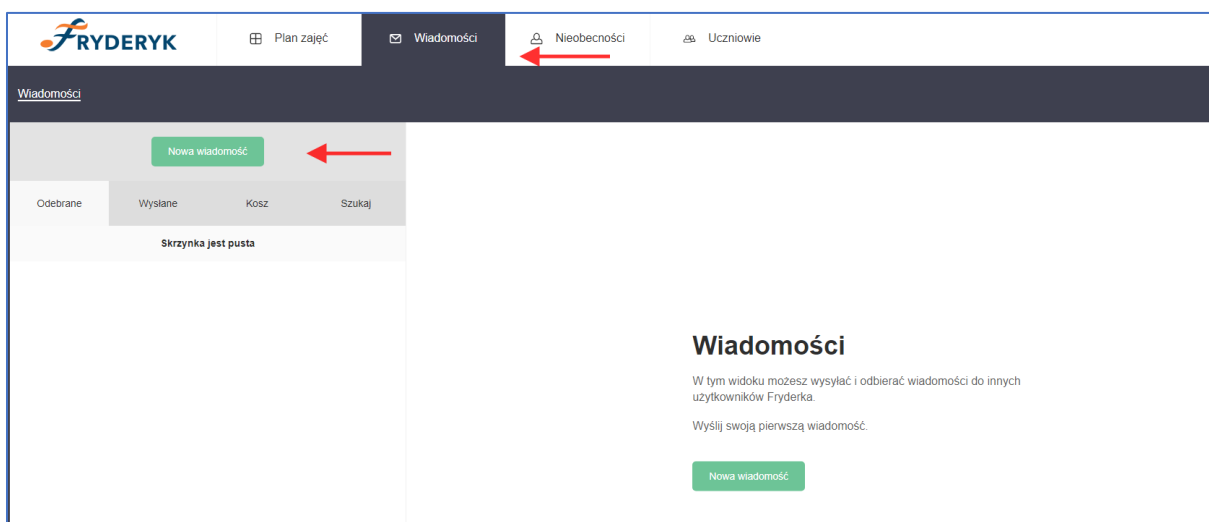 FRYDERYK
Plan zajęć
Wiadomości
Nieobecności
Uczniowie
Wiadomości
Nowa wiadomość
Odebrane
Wysłane
Kosz
Szukaj
Skrzynka jest pusta
Wiadomości
W tym widoku możesz wysyłać i odbierać wiadomości do innych
użytkowników Fryderka.
Wyślij swoją pierwszą wiadomość.
Nowa wiadomość